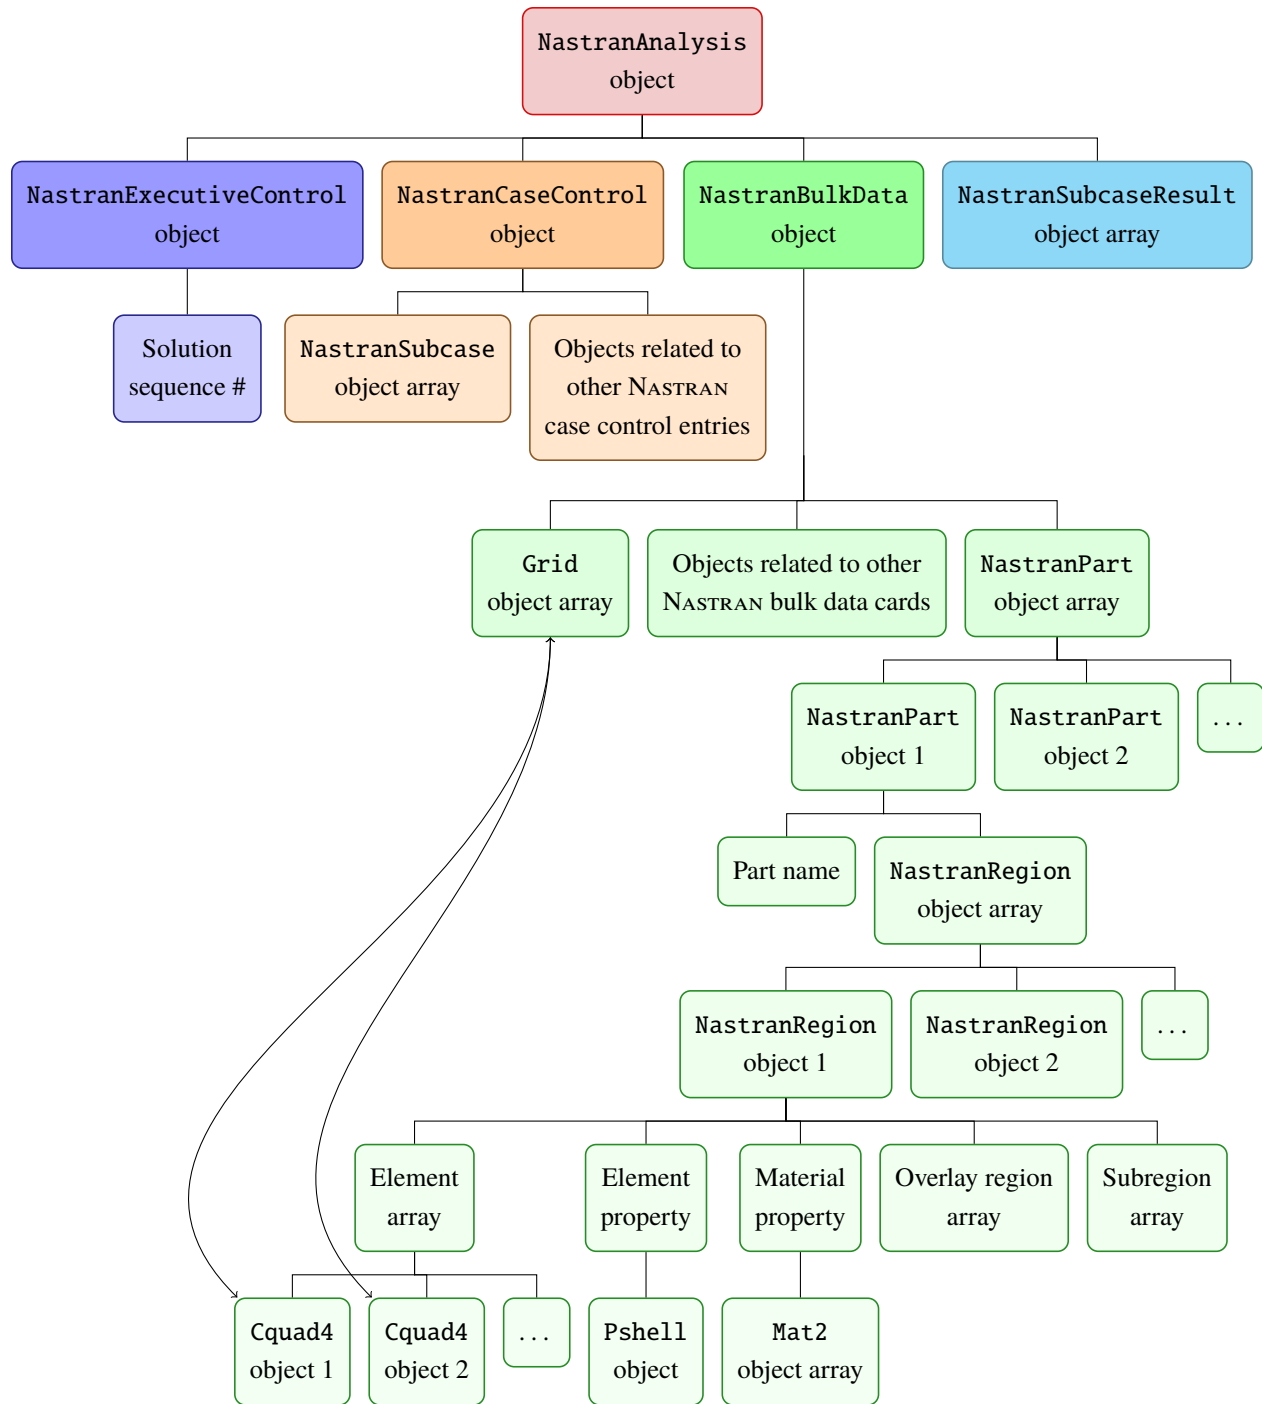 NastranAnalysis
object
NastranExecutiveControl
object
NastranCaseControl
object
NastranBulkData
object
NastranSubcaseResult
object array
Solution
sequence #
NastranSubcase
object array
Objects related to
other NASTRAN
case control entries
Grid
object array
Objects related to other
NASTRAN bulk data cards
NastranPart
object array
NastranPart
object 1
NastranPart
object 2
...
Part name
NastranRegion
object array
NastranRegion
object 1
NastranRegion
object 2
...
Element
array
Element
property
Material
property
Overlay region
array
Subregion
array
Cquad4
object 1
Cquad4
object 2
...
Pshell
object
Mat2
object array